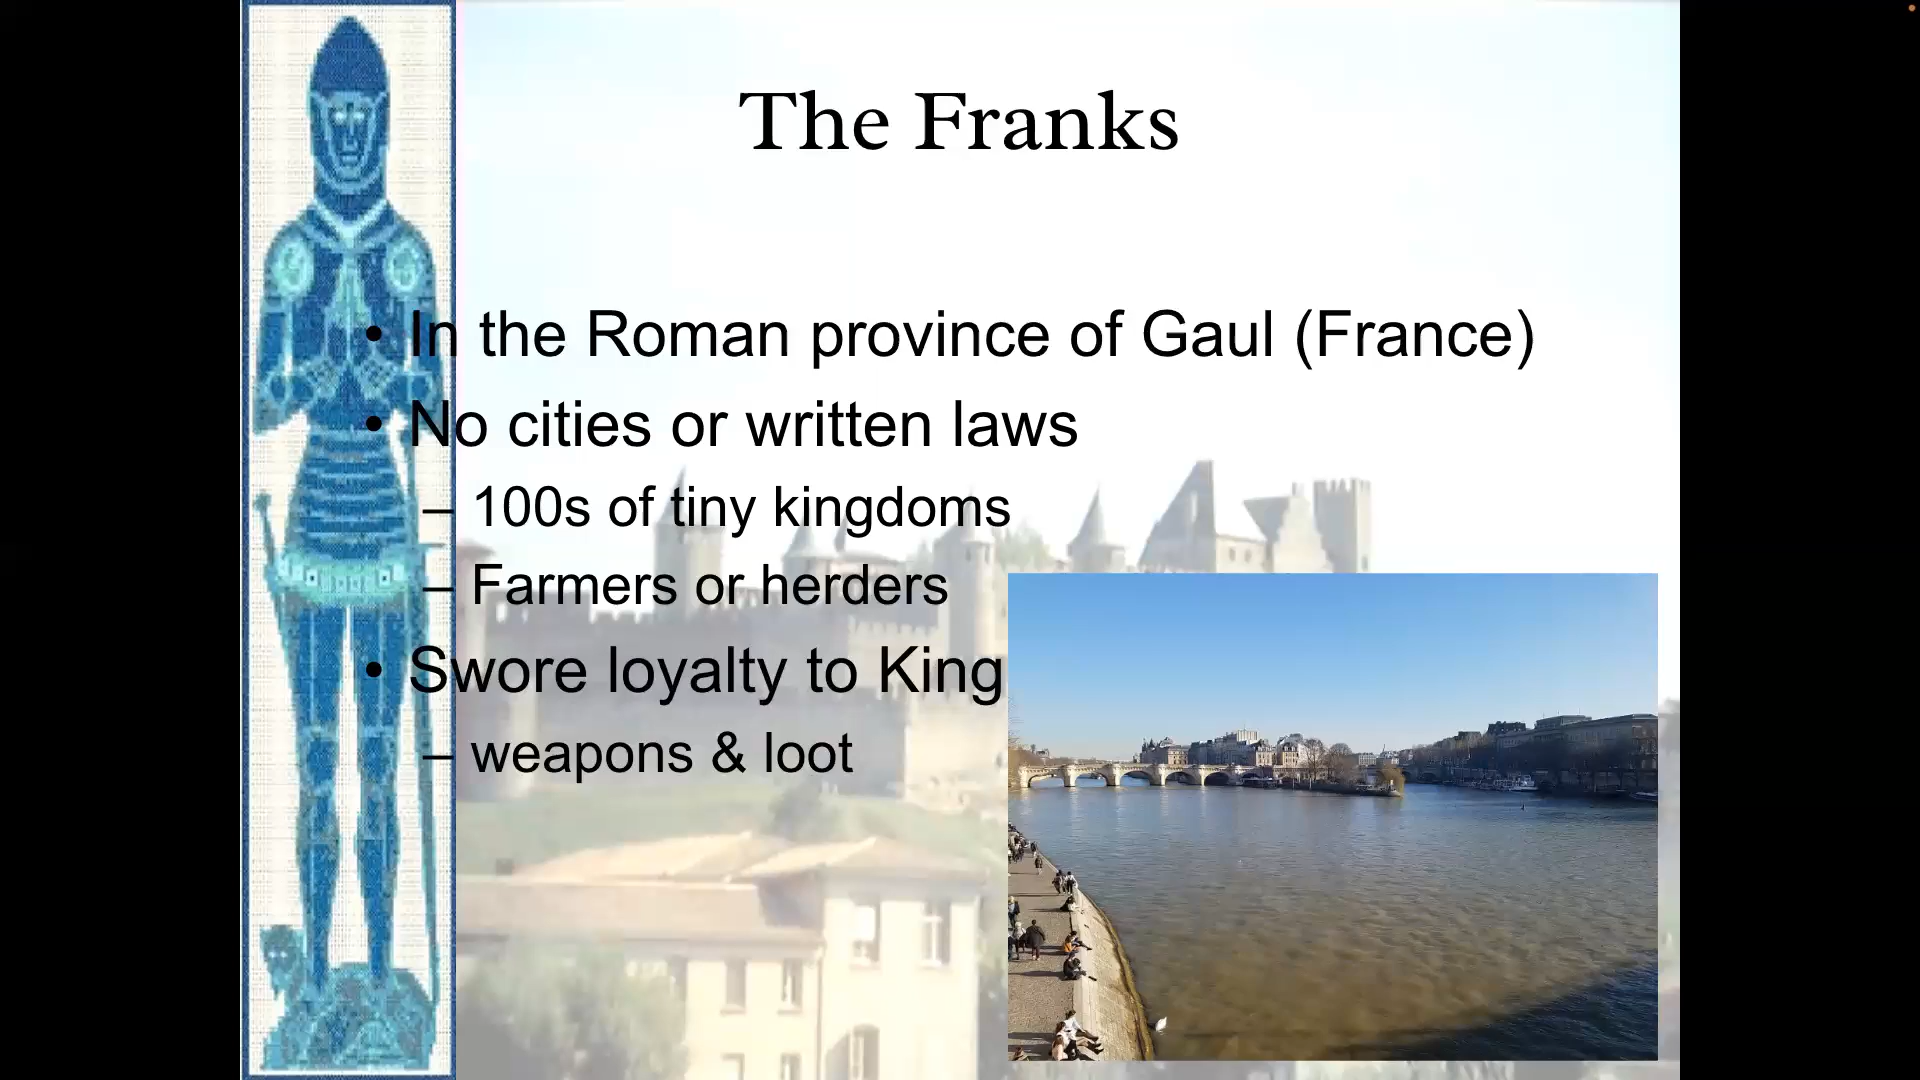 The Franks
• In the Roman province of Gaul (France)
• No cities or written laws
– 100s of tiny kingdoms
– Farmers or herders
• Swore loyalty to King
– weapons & loot